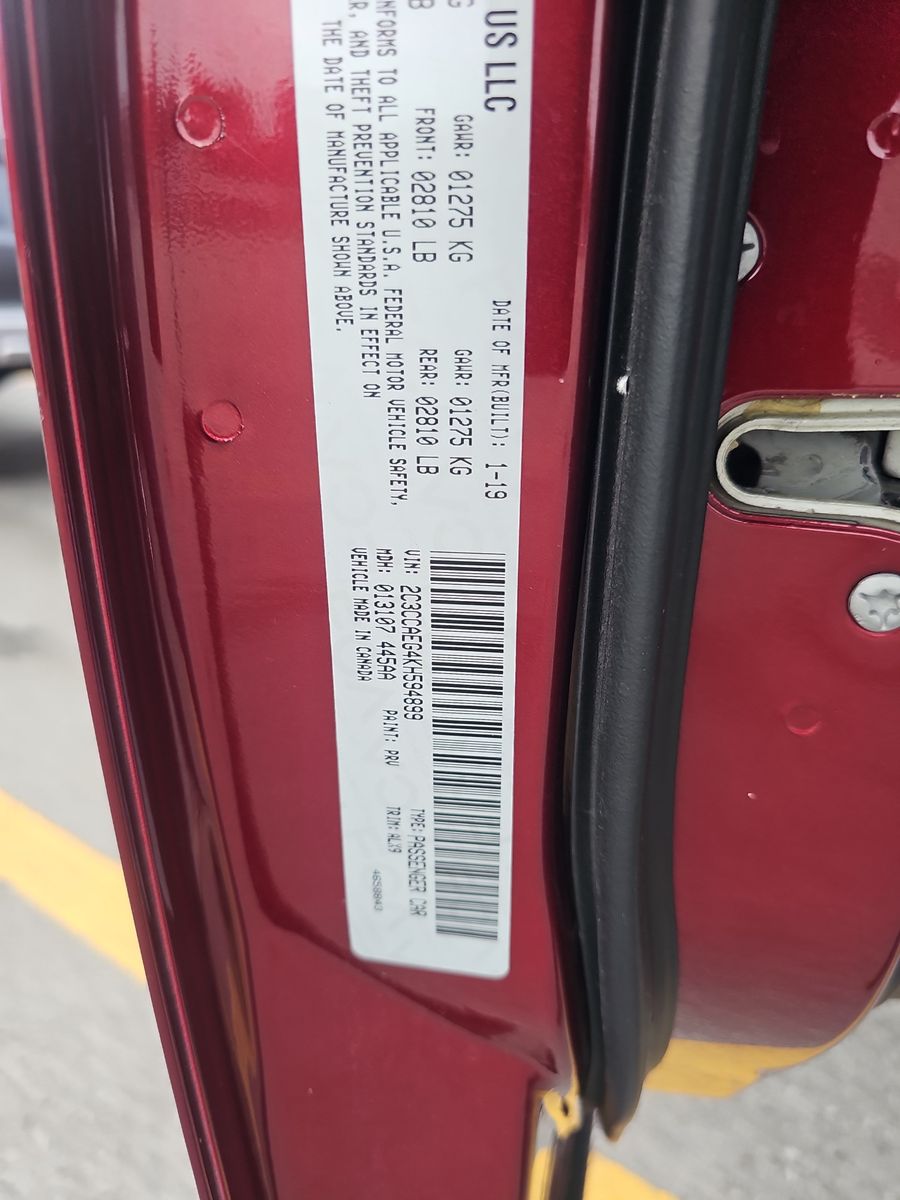 US LLC
DATE OF MFR(BUILT): 1-19
G
GAWR: 01275 KG
GAWR: 01275 KG
B
FRONT: 02810 LB
REAR: 02810 LB
NFORMS TO ALL APPLICABLE U.S.A. FEDERAL MOTOR VEHICLE SAFETY,
R, AND THEFT PREVENTION STANDARDS IN EFFECT ON
THE DATE OF MANUFACTURE SHOWN ABOVE.
VIN: 2C3CCAEG4KH594899
TYPE: PASSENGER CAR
MDH: 013107 445AA
PAINT: PRV
TRIM: ALX9
VEHICLE MADE IN CANADA
4658843